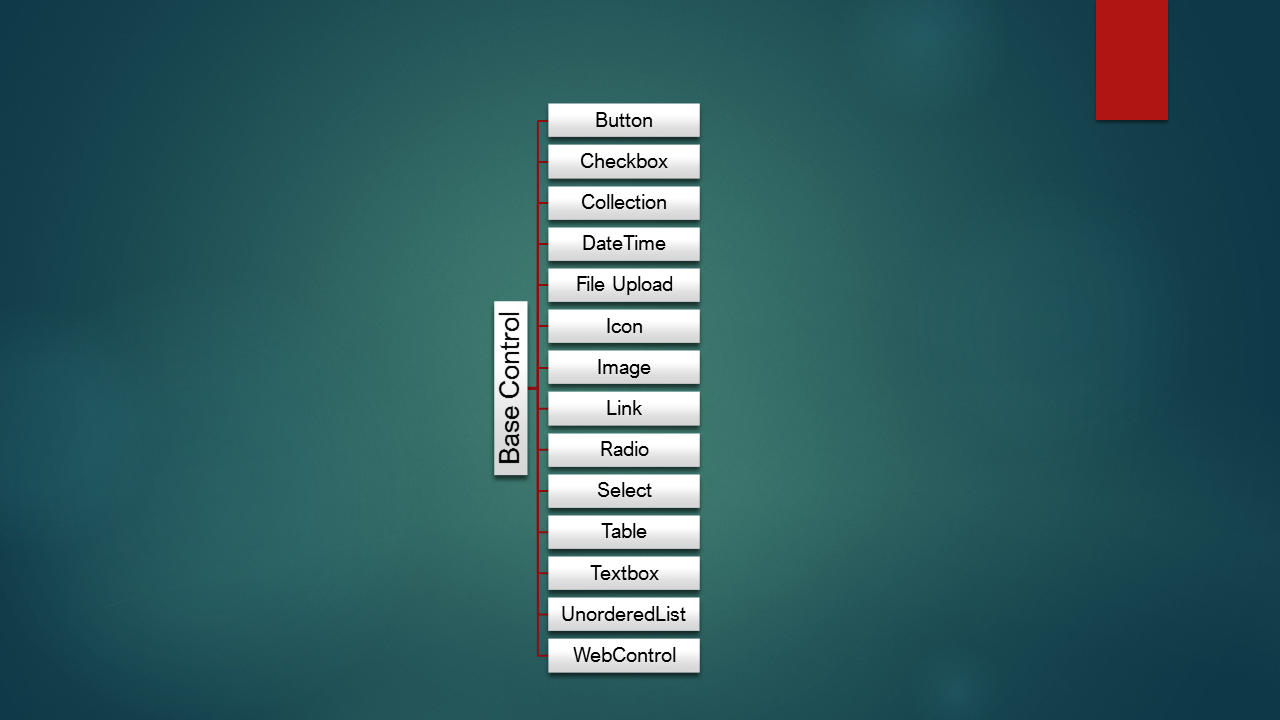 Base Control
Button
Checkbox
Collection
DateTime
File Upload
Icon
Image
Link
Radio
Select
Table
Textbox
UnorderedList
WebControl